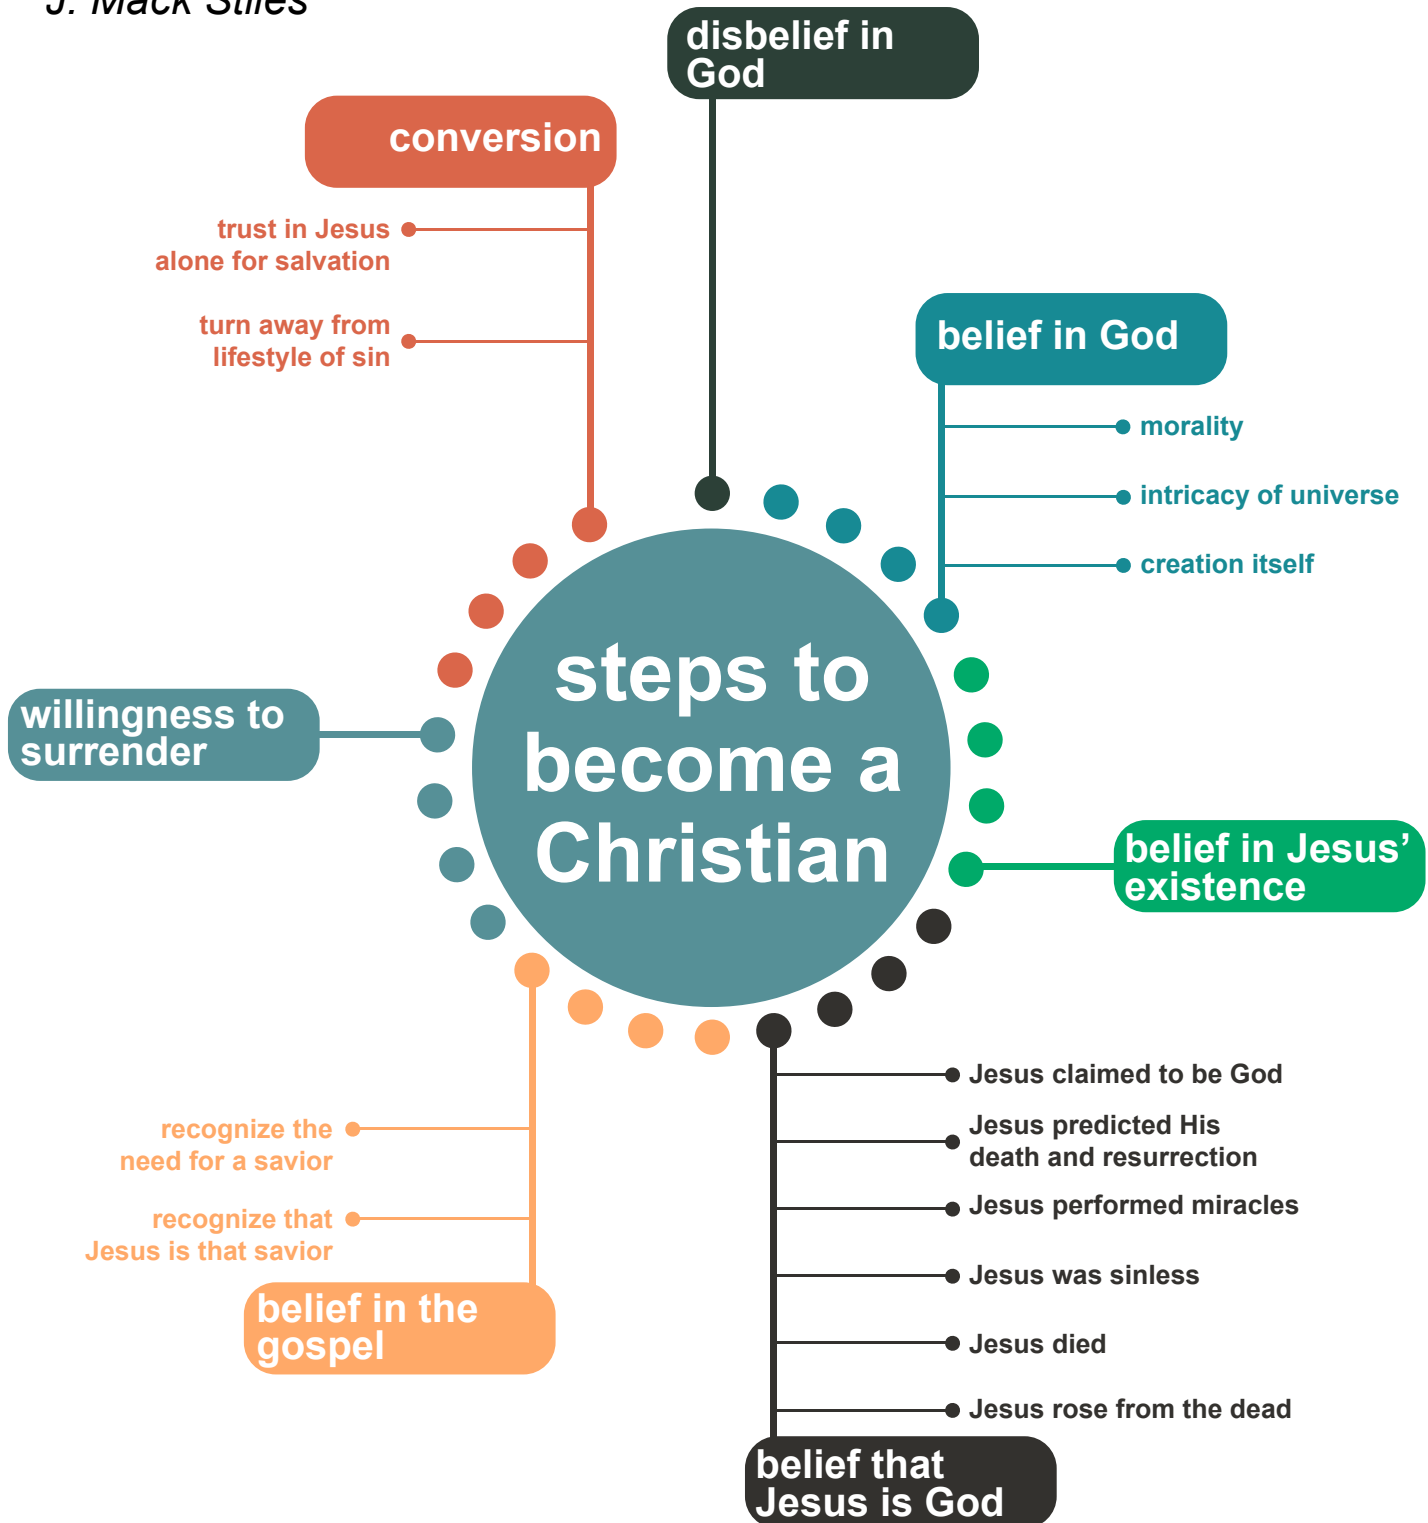 J. Mack Stiles
disbelief in
God
conversion
trust in Jesus
alone for salvation
turn away from
lifestyle of sin
belief in God
morality
intricacy of universe
creation itself
steps to
become a
Christian
willingness to
surrender
belief in Jesus’
existence
Jesus claimed to be God
Jesus predicted His
death and resurrection
Jesus performed miracles
Jesus was sinless
Jesus died
Jesus rose from the dead
belief that
Jesus is God
recognize the
need for a savior
recognize that
Jesus is that savior
belief in the
gospel